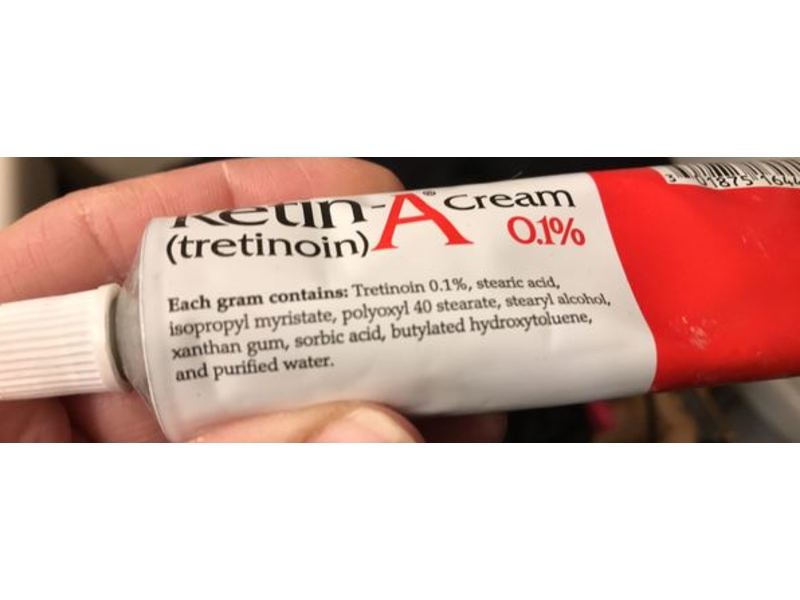 Retin-A® Cream
(tretinoin) 0.1%
Each gram contains: Tretinoin 0.1%, stearic acid,
isopropyl myristate, polyoxyl 40 stearate, stearyl alcohol,
xanthan gum, sorbic acid, butylated hydroxytoluene,
and purified water.